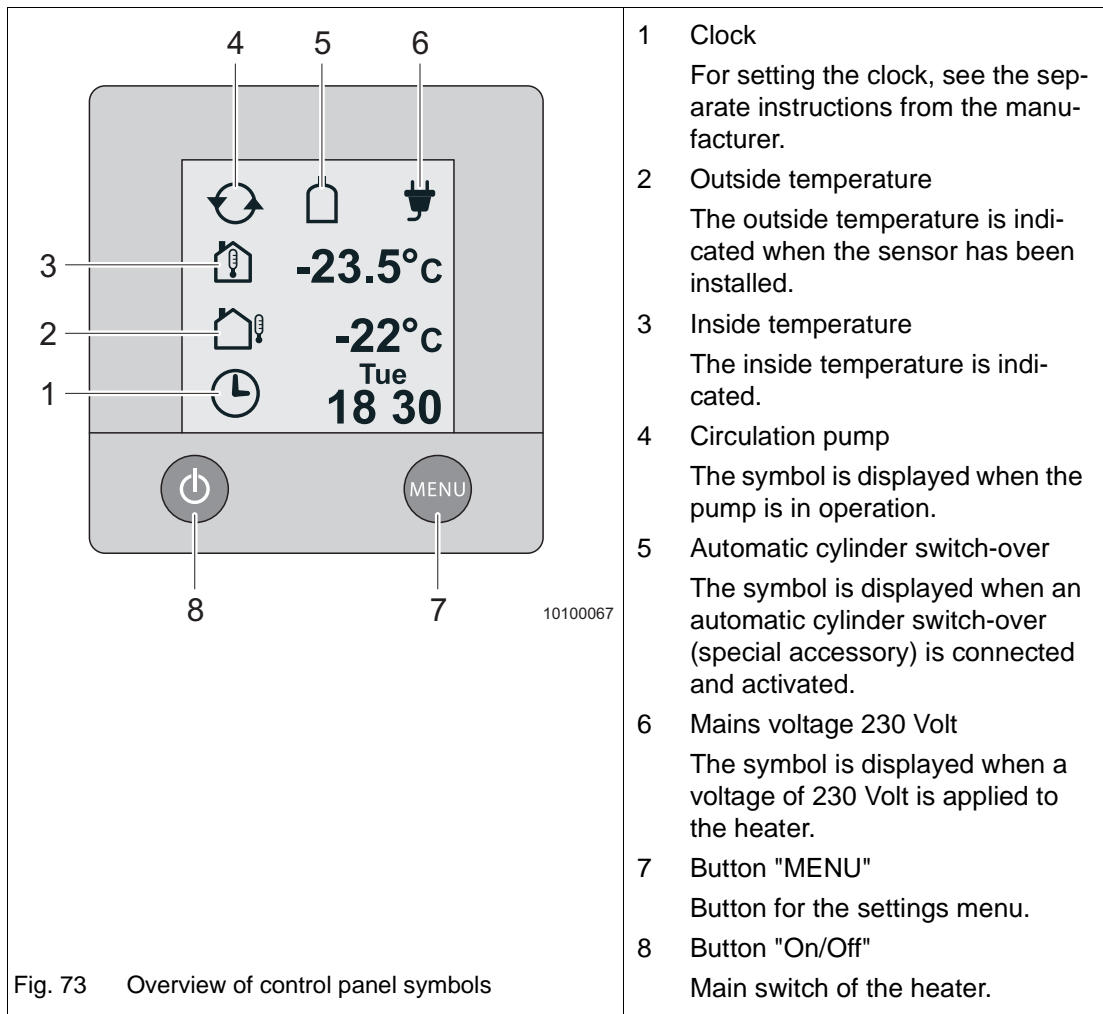 4 5 6
3 -23.5°C
2 -22°C
Tue
1 18 30
MENU
8 7 10100067
Fig. 73 Overview of control panel symbols
1 Clock
For setting the clock, see the sep-
arate instructions from the manu-
facturer.
2 Outside temperature
The outside temperature is indi-
cated when the sensor has been
installed.
3 Inside temperature
The inside temperature is indi-
cated.
4 Circulation pump
The symbol is displayed when the
pump is in operation.
5 Automatic cylinder switch-over
The symbol is displayed when an
automatic cylinder switch-over
(special accessory) is connected
and activated.
6 Mains voltage 230 Volt
The symbol is displayed when a
voltage of 230 Volt is applied to
the heater.
7 Button "MENU"
Button for the settings menu.
8 Button "On/Off"
Main switch of the heater.